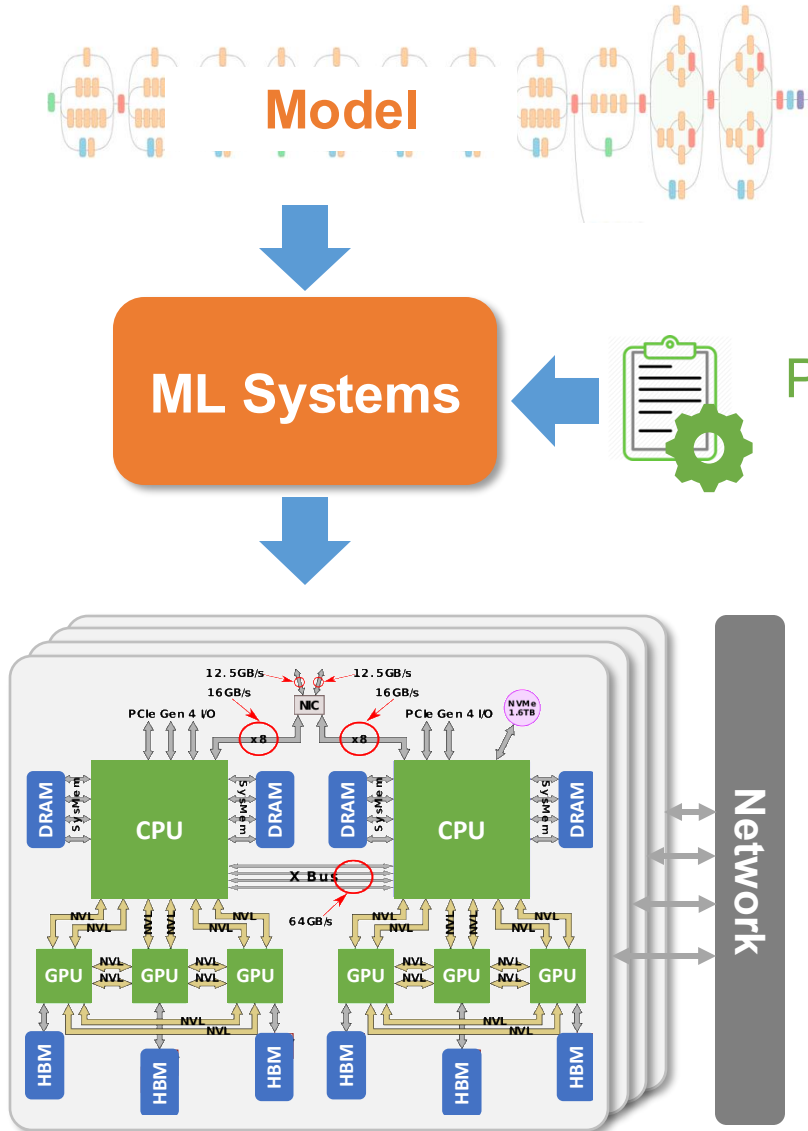 Model
ML Systems
P
12.5GB/s
12.5GB/s
16GB/s
16GB/s
NIC
NVMe
1.6TB
PCIe Gen 4 I/O
PCIe Gen 4 I/O
x8
x8
DRAM
SysMem
CPU
SysMem
DRAM
DRAM
SysMem
CPU
SysMem
DRAM
X Bus
64GB/s
NVL
NVL
NVL
NVL
NVL
NVL
NVL
NVL
NVL
NVL
NVL
NVL
GPU
NVL
NVL
GPU
NVL
NVL
GPU
GPU
NVL
NVL
GPU
NVL
NVL
GPU
NVL
NVL
NVL
NVL
HBM
HBM
HBM
HBM
HBM
HBM
Network